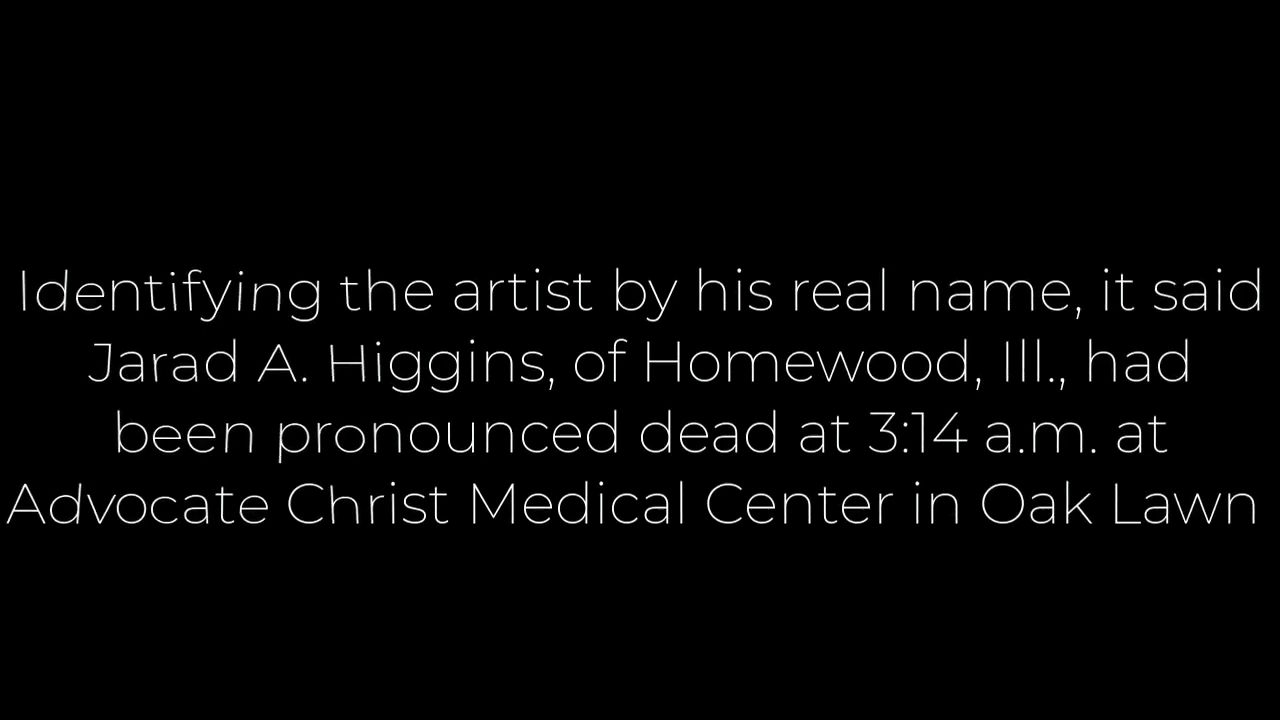 Identifying the artist by his real name, it said
Jarad A. Higgins, of Homewood, Ill., had
been pronounced dead at 3:14 a.m. at
Advocate Christ Medical Center in Oak Lawn